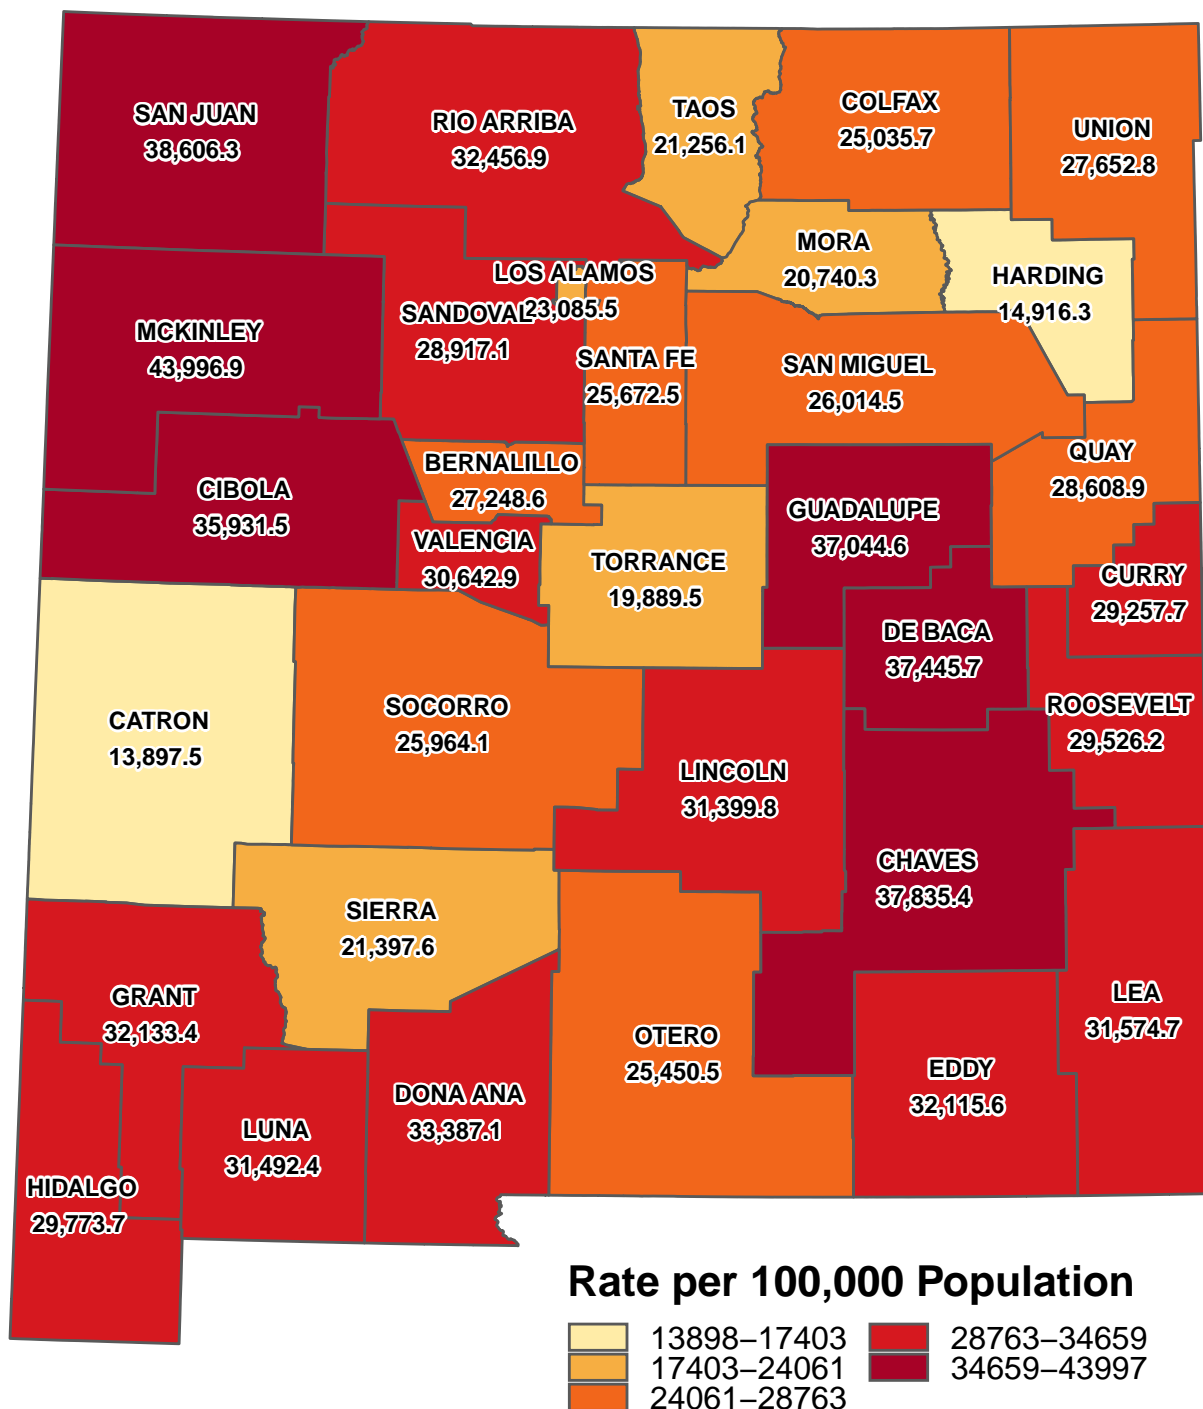 SAN JUAN
38,606.3
RIO ARRIBA
32,456.9
TAOS
21,256.1
COLFAX
25,035.7
UNION
27,652.8
MORA
20,740.3
HARDING
14,916.3
LOS ALAMOS
23,085.5
SANDOVAL
28,917.1
MCKINLEY
43,996.9
SANTA FE
25,672.5
SAN MIGUEL
26,014.5
QUAY
28,608.9
BERNALILLO
27,248.6
CIBOLA
35,931.5
GUADALUPE
37,044.6
VALENCIA
30,642.9
TORRANCE
19,889.5
CURRY
29,257.7
DE BACA
37,445.7
CATRON
13,897.5
SOCORRO
25,964.1
ROOSEVELT
29,526.2
LINCOLN
31,399.8
CHAVES
37,835.4
SIERRA
21,397.6
GRANT
32,133.4
LEA
31,574.7
OTERO
25,450.5
EDDY
32,115.6
DONA ANA
33,387.1
LUNA
31,492.4
HIDALGO
29,773.7
Rate per 100,000 Population
13898–17403
17403–24061
24061–28763
28763–34659
34659–43997